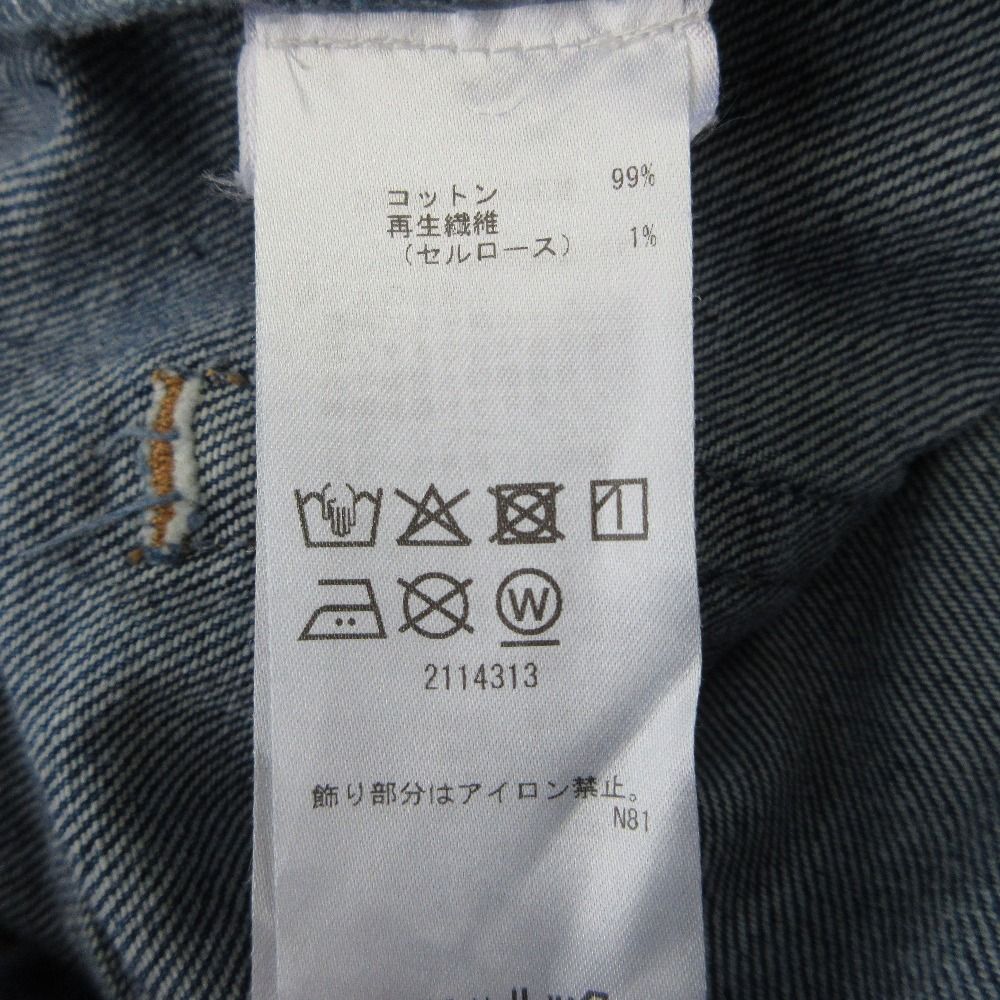 コットン 99%
再生繊維
（セルロース） 1%
W
2114313
飾り部分はアイロン禁止。
N81